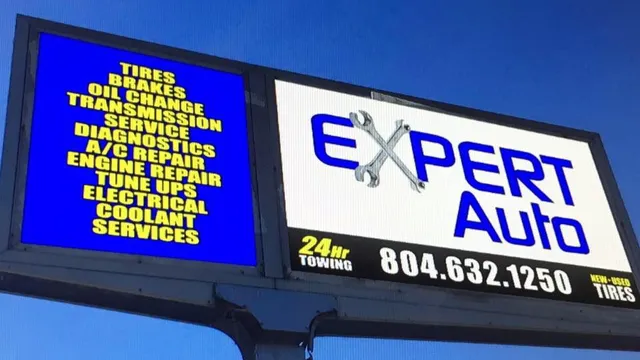 TIRES
BRAKES
OIL CHANGE
TRANSMISSION
SERVICE
DIAGNOSTICS
A/C REPAIR
ENGINE REPAIR
TUNE UPS
ELECTRICAL
COOLANT
SERVICES
EXPERT
Auto
24Hr
TOWING
804.632.1250
NEW - USED
TIRES